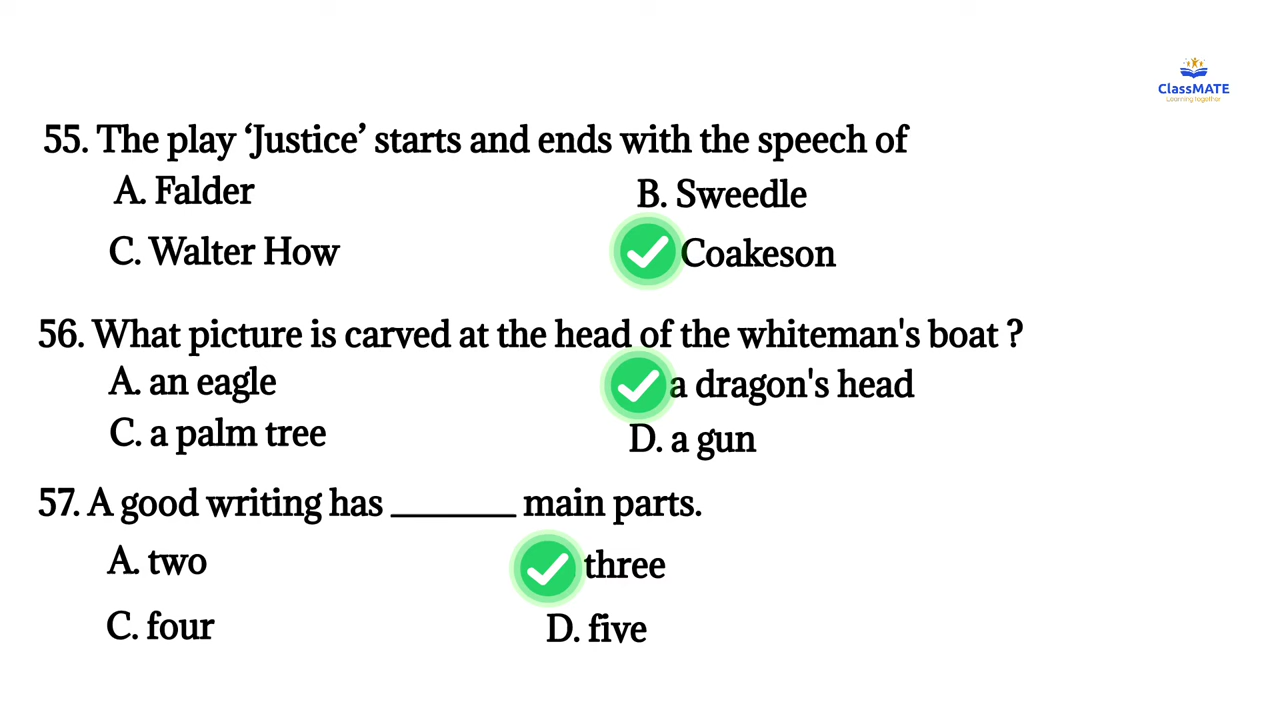 ClassMATE
Learning together
55. The play ‘Justice’ starts and ends with the speech of
A. Falder B. Sweedle
C. Walter How Coakeson
56. What picture is carved at the head of the whiteman's boat ?
A. an eagle a dragon's head
C. a palm tree D. a gun
57. A good writing has ________ main parts.
A. two three
C. four D. five